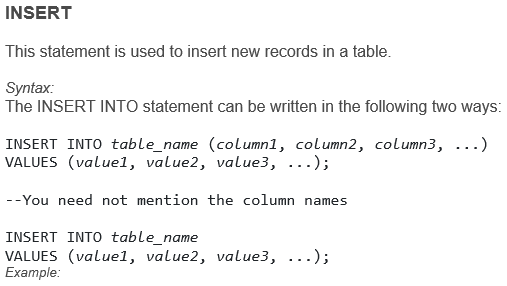 INSERT
This statement is used to insert new records in a table.
Syntax:
The INSERT INTO statement can be written in the following two ways:
INSERT INTO table_name (column1, column2, column3, ...)
VALUES (value1, value2, value3, ...);
--You need not mention the column names
INSERT INTO table_name
VALUES (value1, value2, value3, ...);
Example: